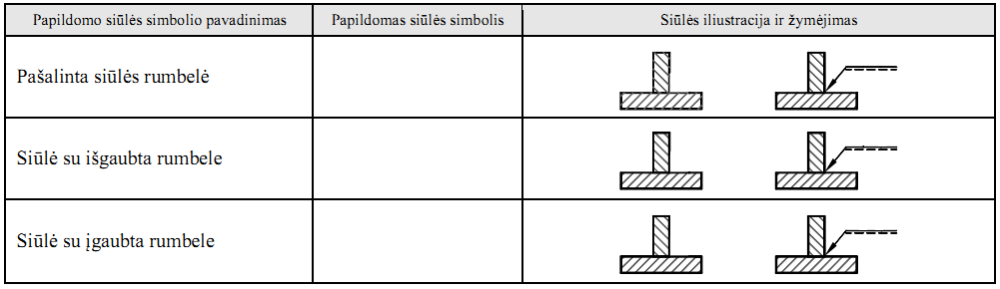 Papildomo siūlės simbolio pavadinimas
Papildomas siūlės simbolis
Siūlės iliustracija ir žymėjimas
Pašalinta siūlės rumbelė
Siūlė su išgaubta rumbele
Siūlė su įgaubta rumbele